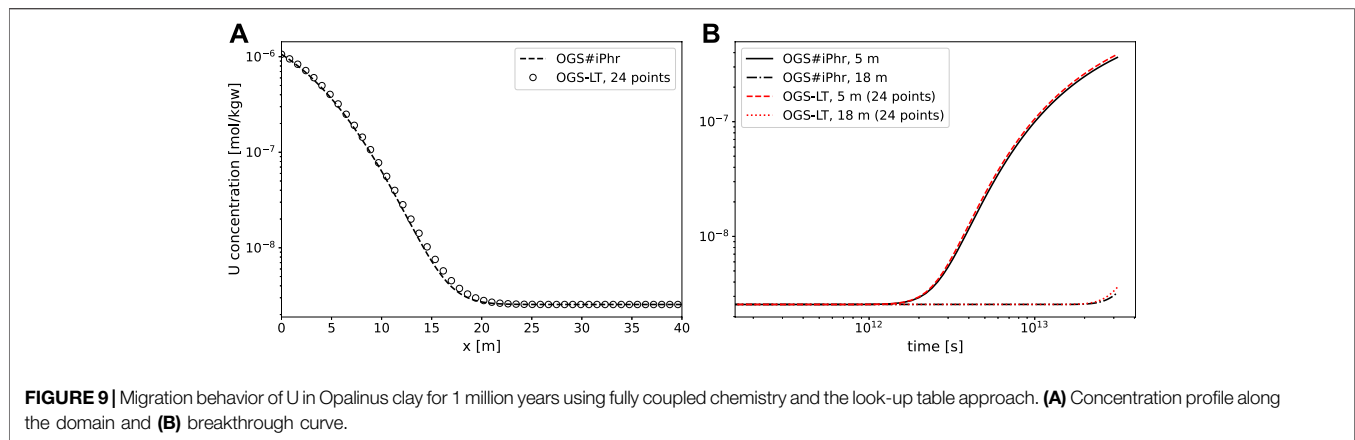 A
U concentration [mol/kgw]
10⁻⁶
10⁻⁷
10⁻⁸
0 5 10 15 20 25 30 35 40
x [m]
OGS#iPhr
OGS-LT, 24 points
B
OGS#iPhr, 5 m
OGS#iPhr, 18 m
OGS-LT, 5 m (24 points)
OGS-LT, 18 m (24 points)
10⁻⁷
10⁻⁸
10¹² 10¹³
time [s]
FIGURE 9 | Migration behavior of U in Opalinus clay for 1 million years using fully coupled chemistry and the look-up table approach. (A) Concentration profile along
the domain and (B) breakthrough curve.